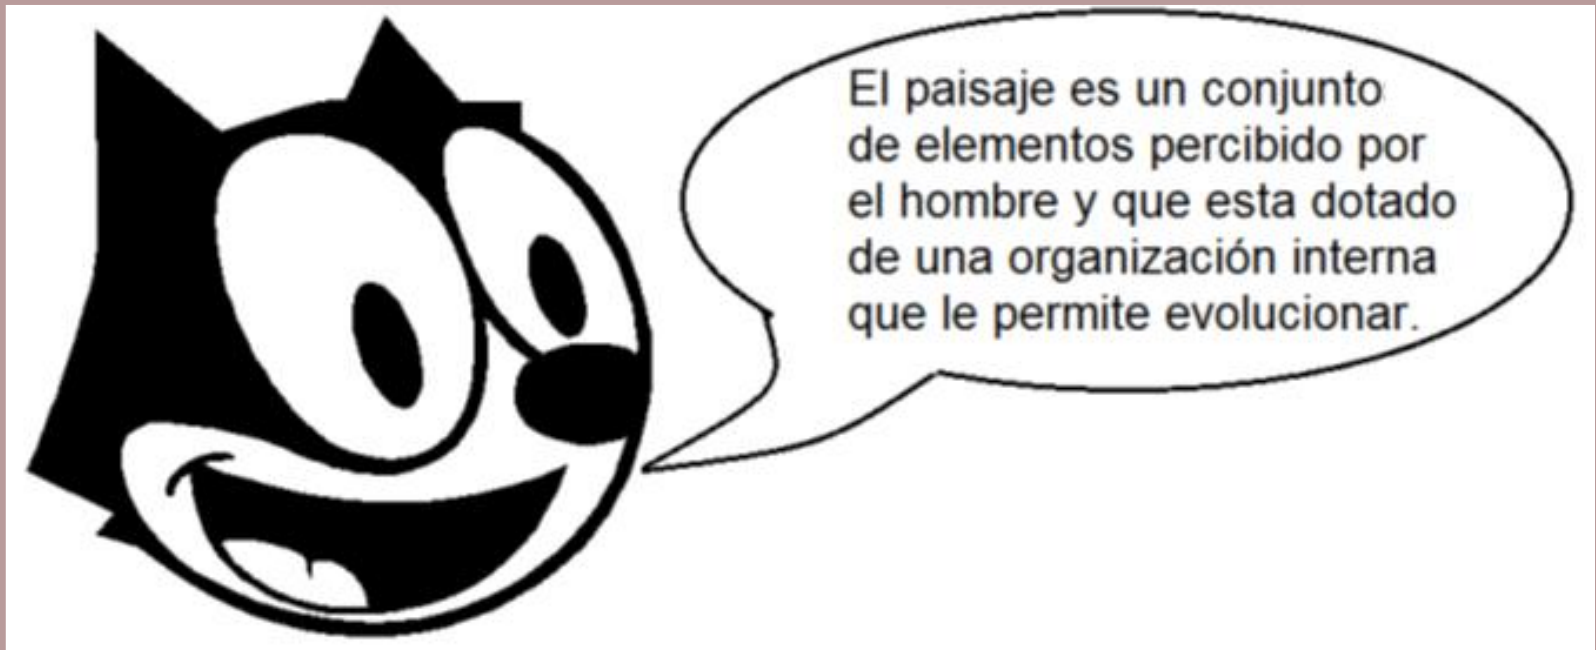 El paisaje es un conjunto
de elementos percibido por
el hombre y que esta dotado
de una organización interna
que le permite evolucionar.